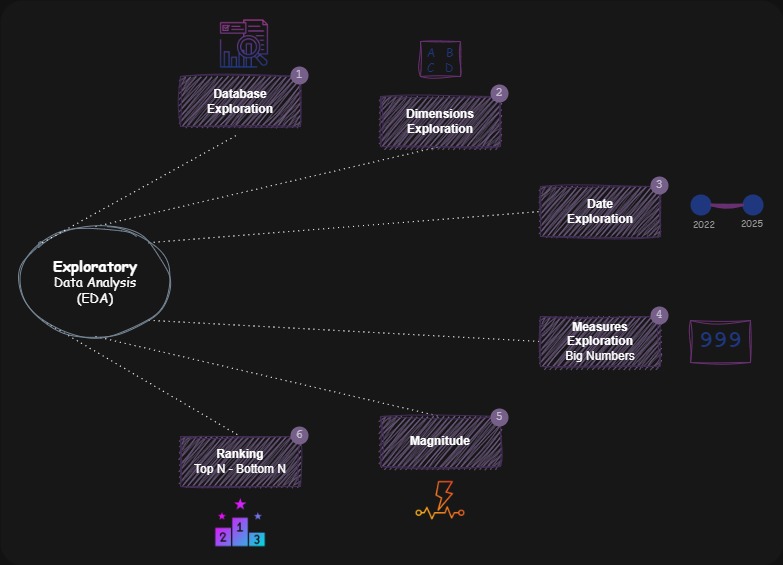 1
Database
Exploration
A B
C D
2
Dimensions
Exploration
3
Date
Exploration
2022
2025
Exploratory
Data Analysis
(EDA)
4
Measures
Exploration
Big Numbers
999
5
Magnitude
6
Ranking
Top N - Bottom N
2 1 3